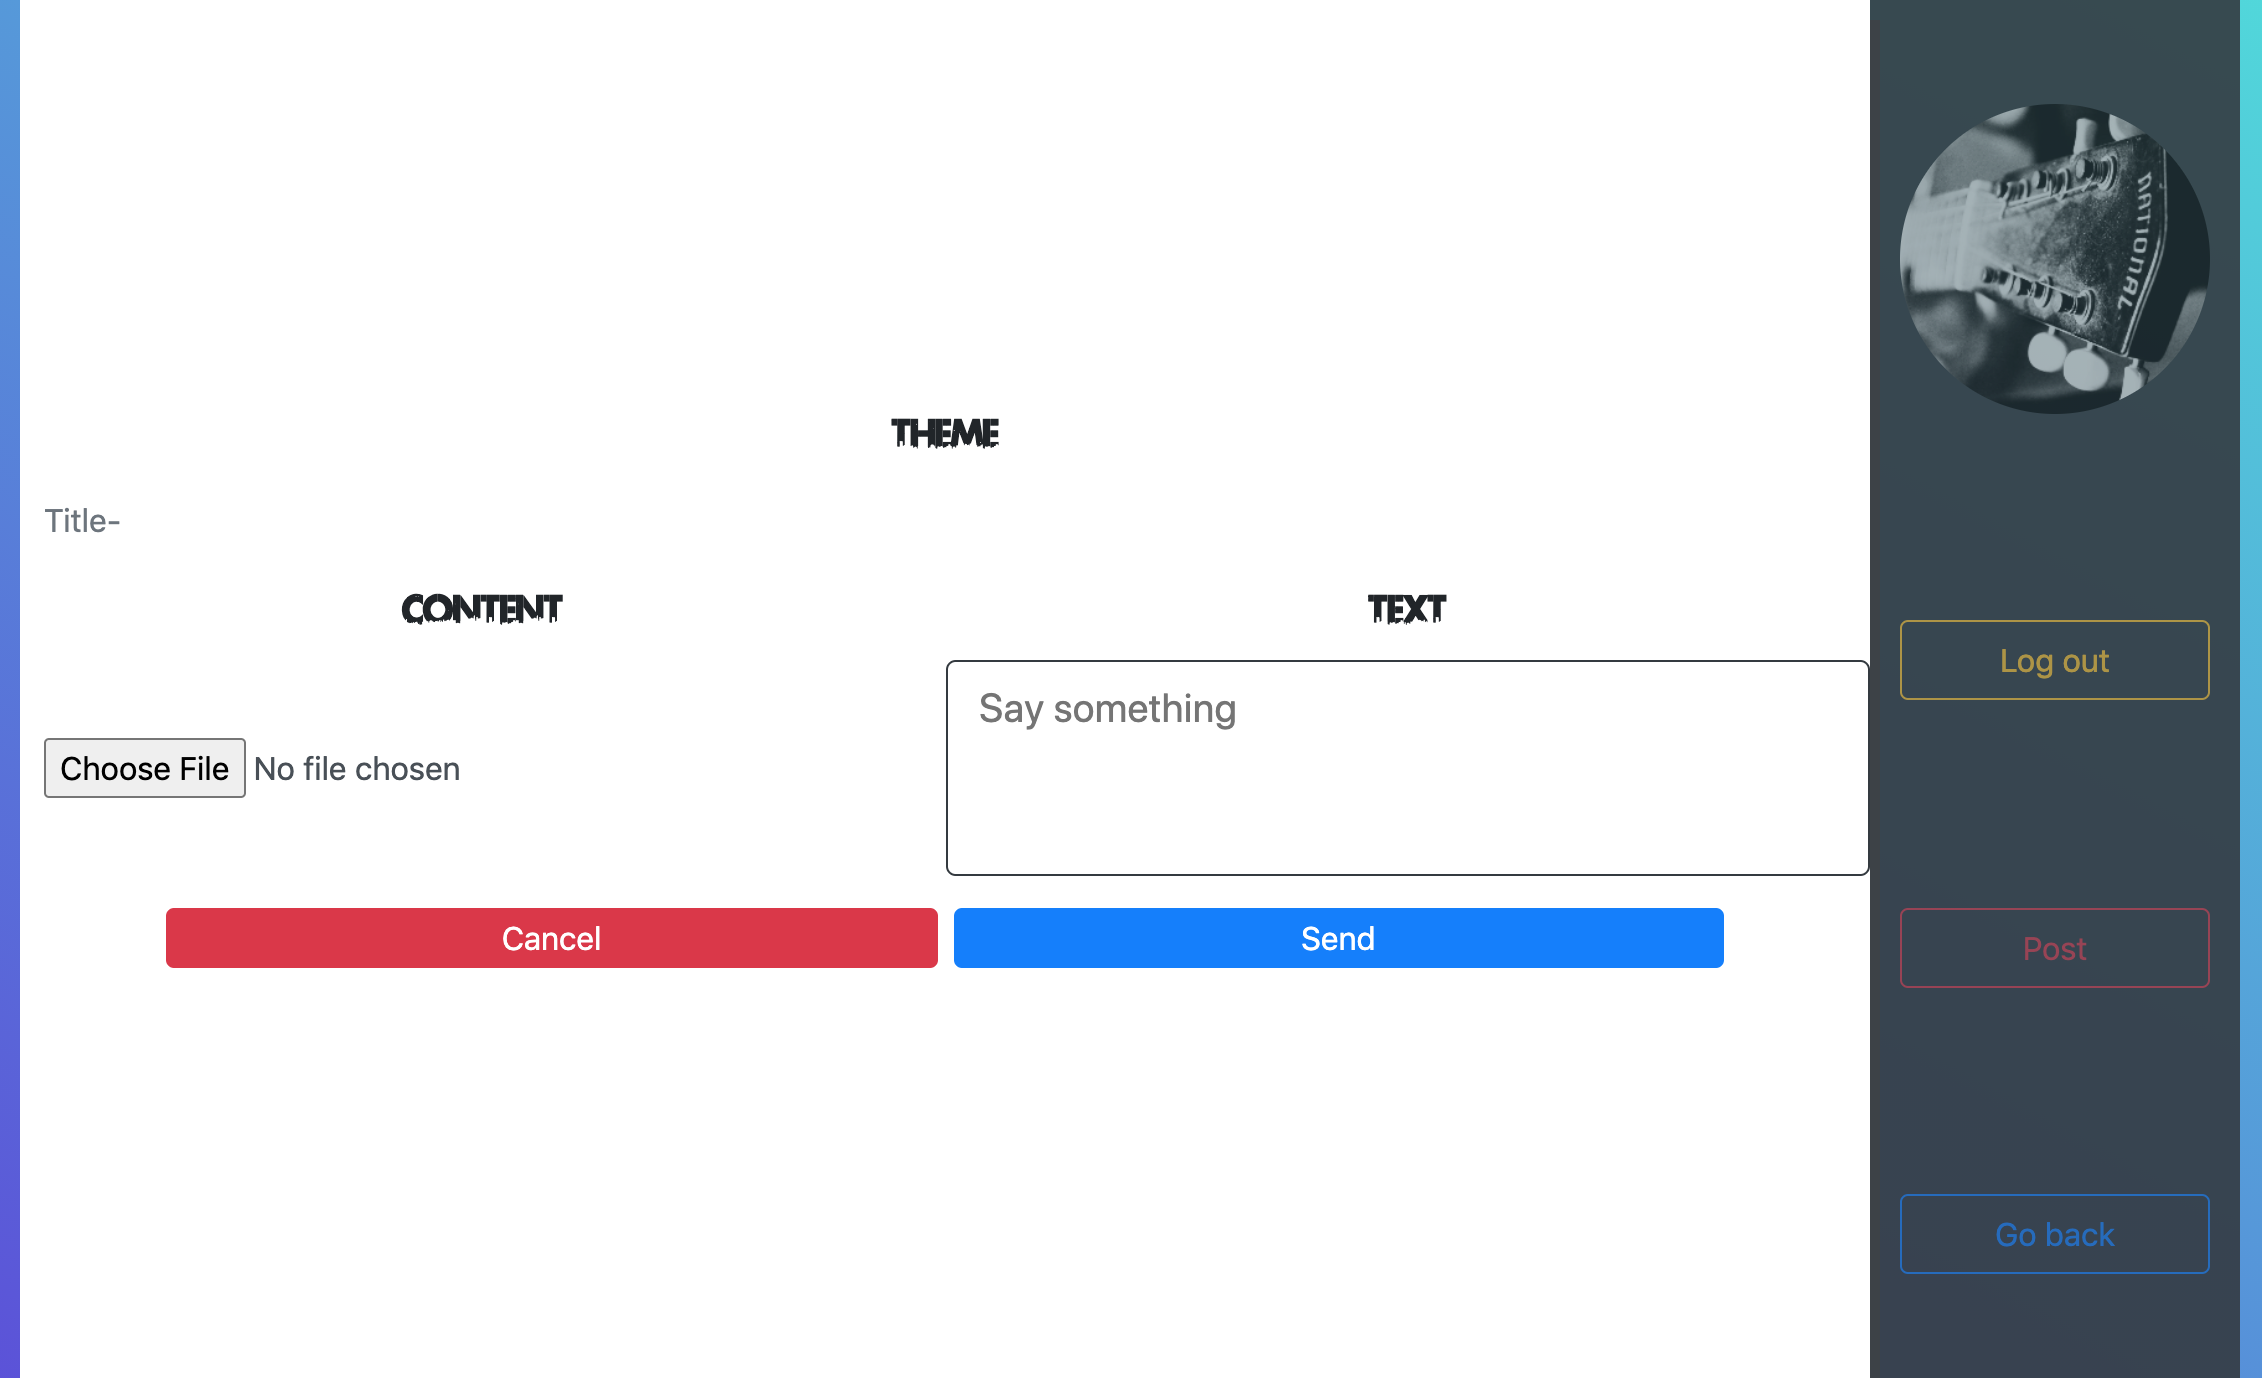 THEME
Title-
CONTENT
TEXT
Say something
Choose File No file chosen
Cancel
Send
NATIONAL
Log out
Post
Go back